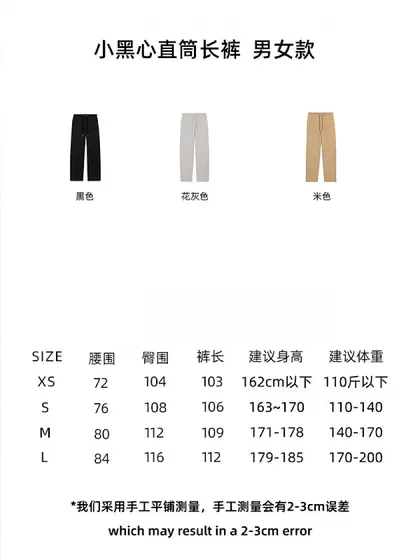 小黑心直筒长裤 男女款
黑色 花灰色 米色
SIZE 腰围 臀围 裤长 建议身高 建议体重
XS 72 104 103 162cm以下 110斤以下
S 76 108 106 163~170 110-140
M 80 112 109 171-178 140-170
L 84 116 112 179-185 170-200
*我们采用手工平铺测量，手工测量会有2-3cm误差
which may result in a 2-3cm error